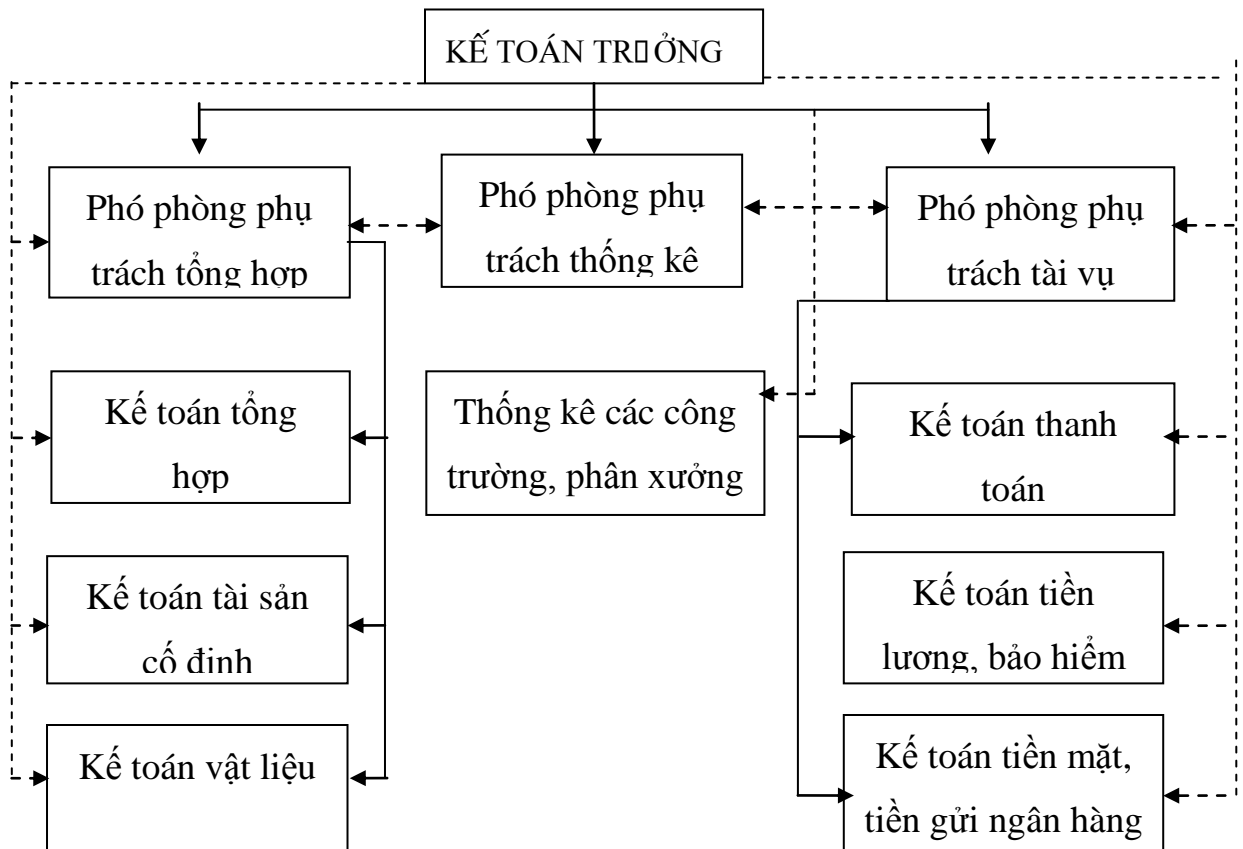 KẾ TOÁN TR▯ỞNG
Phó phòng phụ
trách tổng hợp
Phó phòng phụ
trách thống kê
Phó phòng phụ
trách tài vụ
Kế toán tổng
hợp
Thống kê các công
trường, phân xưởng
Kế toán thanh
toán
Kế toán tài sản
cố định
Kế toán tiền
lương, bảo hiểm
Kế toán vật liệu
Kế toán tiền mặt,
tiền gửi ngân hàng